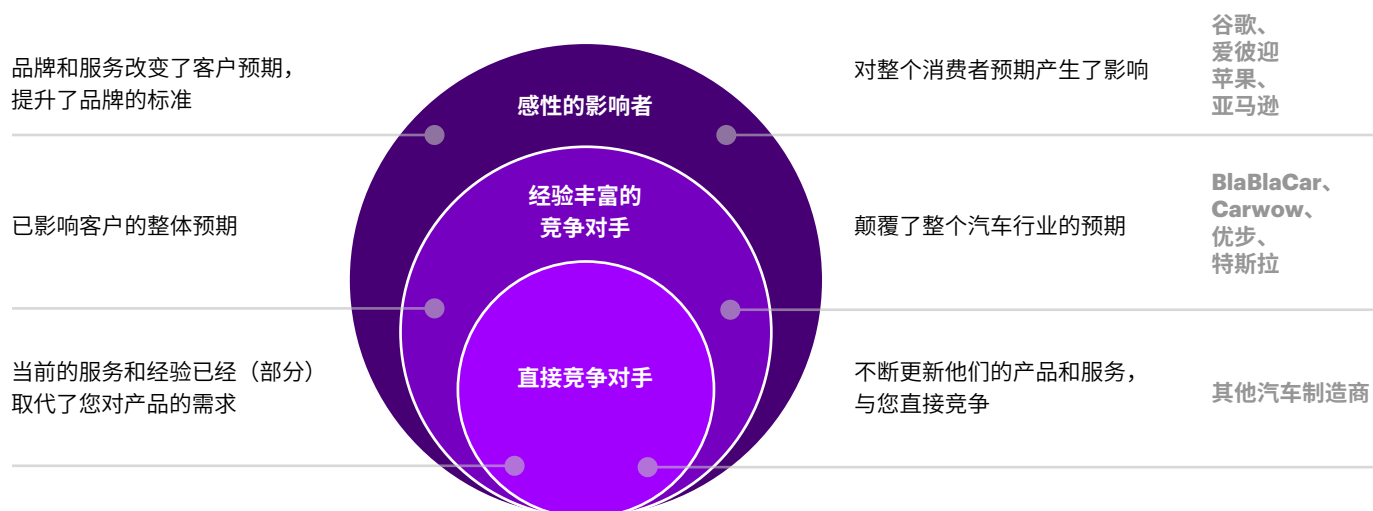 品牌和服务改变了客户预期，
提升了品牌的标准
感性的影响者
对整个消费者预期产生了影响
谷歌、
爱彼迎
苹果、
亚马逊
已影响客户的整体预期
经验丰富的
竞争对手
颠覆了整个汽车行业的预期
BlaBlaCar、
Carwow、
优步、
特斯拉
当前的服务和经验已经（部分）
取代了您对产品的需求
直接竞争对手
不断更新他们的产品和服务，
与您直接竞争
其他汽车制造商